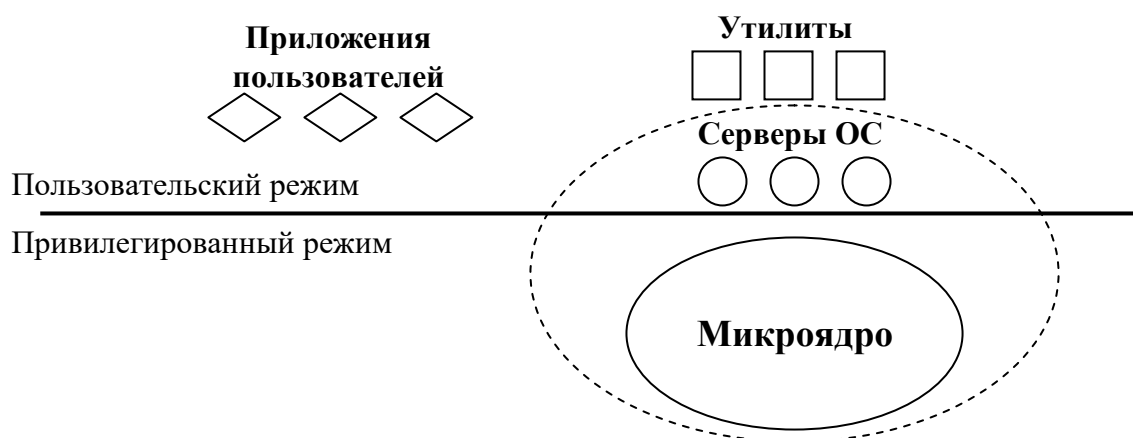 Приложения
пользователей
Утилиты
Серверы ОС
Пользовательский режим
Привилегированный режим
Микроядро